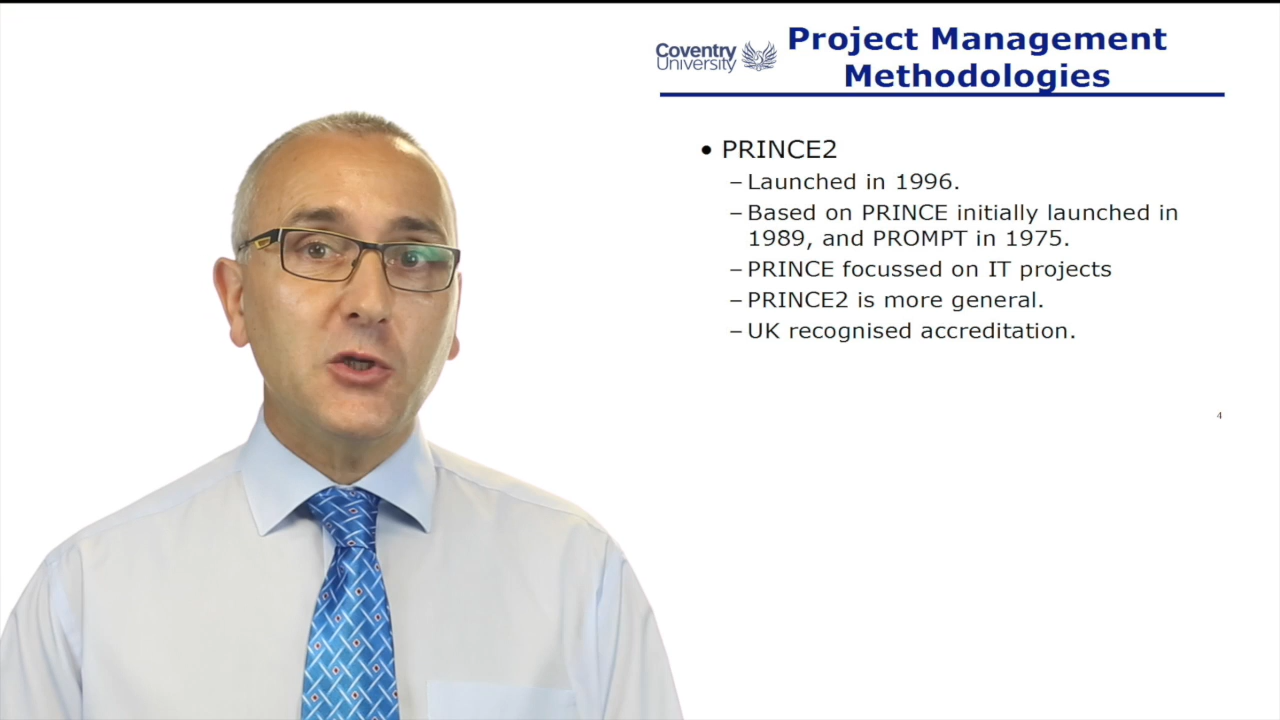 Coventry
University
Project Management
Methodologies
• PRINCE2
– Launched in 1996.
– Based on PRINCE initially launched in
1989, and PROMPT in 1975.
– PRINCE focussed on IT projects
– PRINCE2 is more general.
– UK recognised accreditation.
4